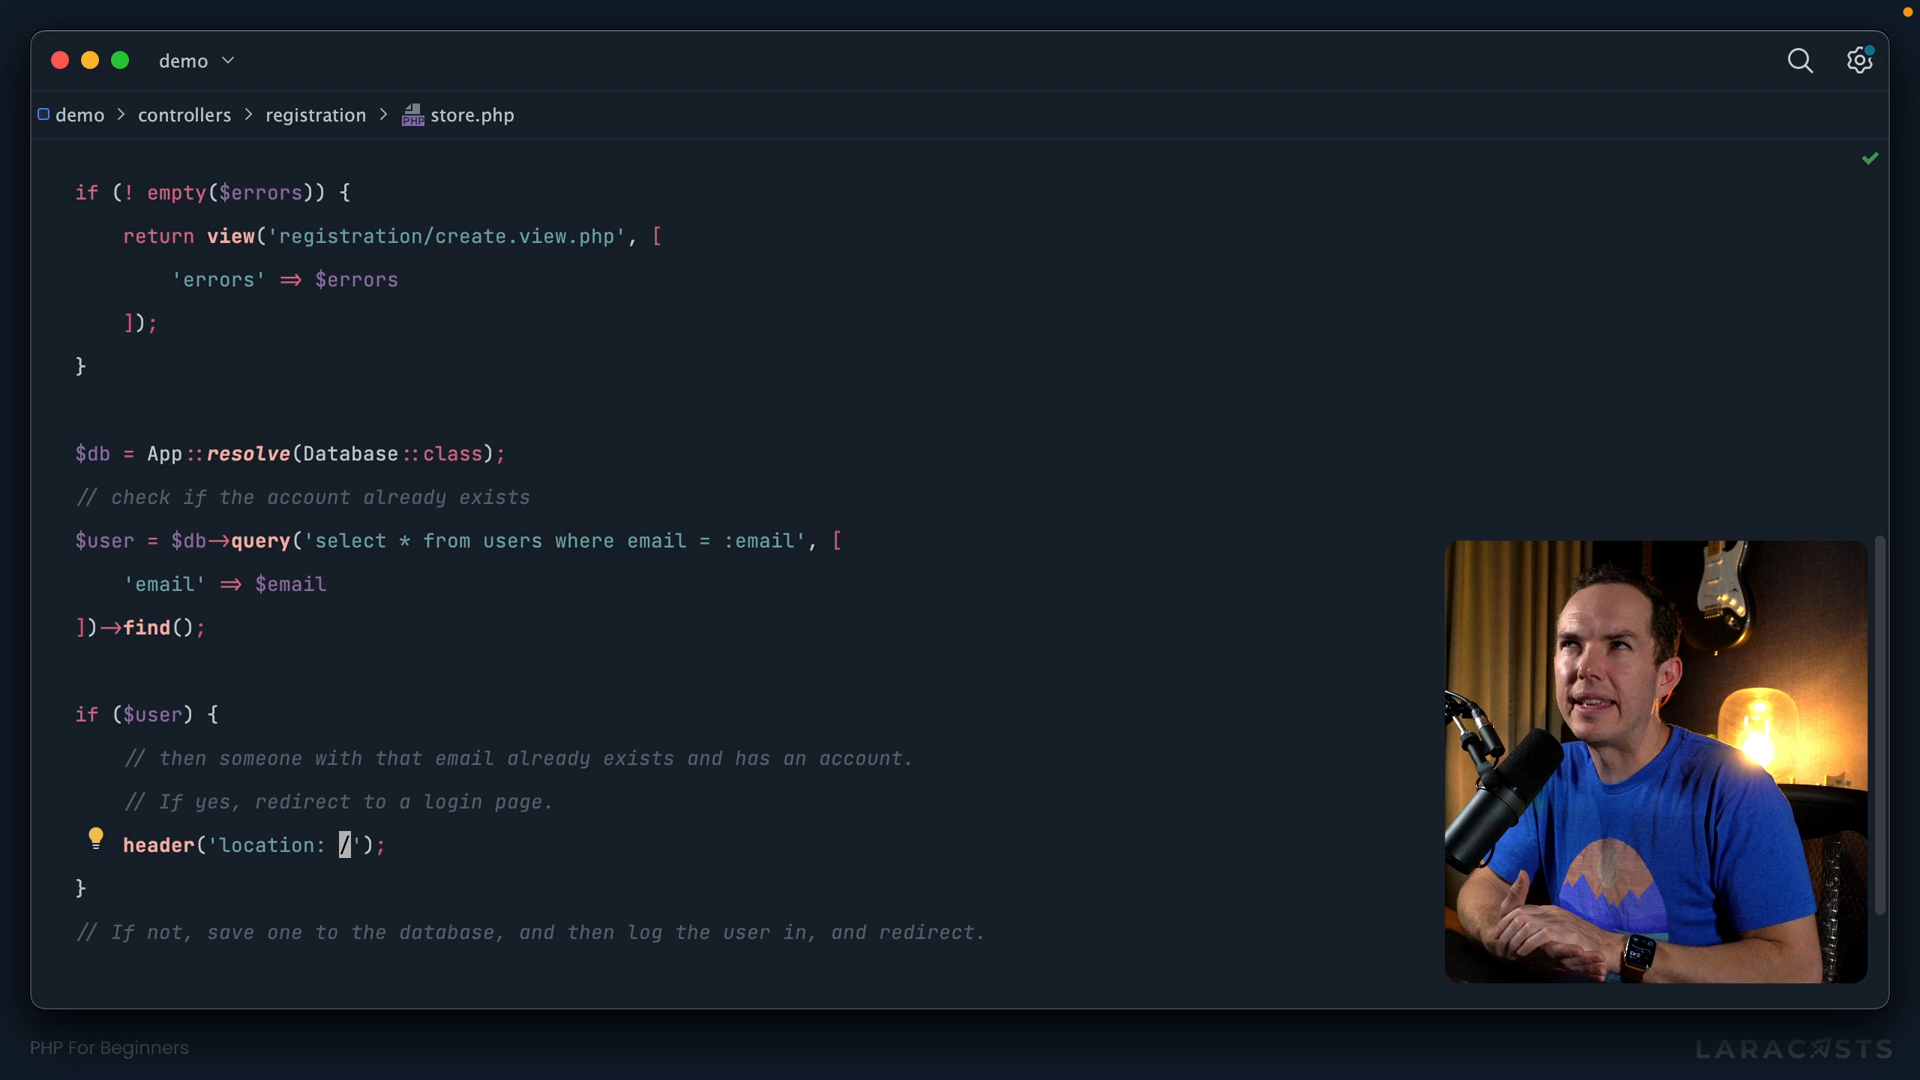 demo
demo > controllers > registration > store.php
if (! empty($errors)) {
return view('registration/create.view.php', [
'errors' => $errors
]);
}
$db = App::resolve(Database::class);
// check if the account already exists
$user = $db->query('select * from users where email = :email', [
'email' => $email
])->find();
if ($user) {
// then someone with that email already exists and has an account.
// If yes, redirect to a login page.
header('location: /');
}
// If not, save one to the database, and then log the user in, and redirect.
PHP For Beginners
LARACASTS